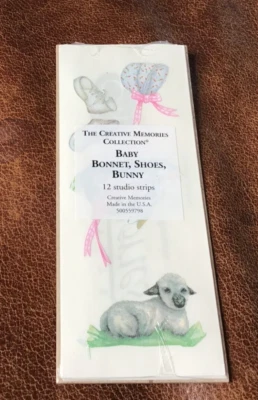 THE CREATIVE MEMORIES
COLLECTION®
BABY
BONNET, SHOES,
BUNNY
12 studio strips
Creative Memories
Made in the U.S.A.
500559798